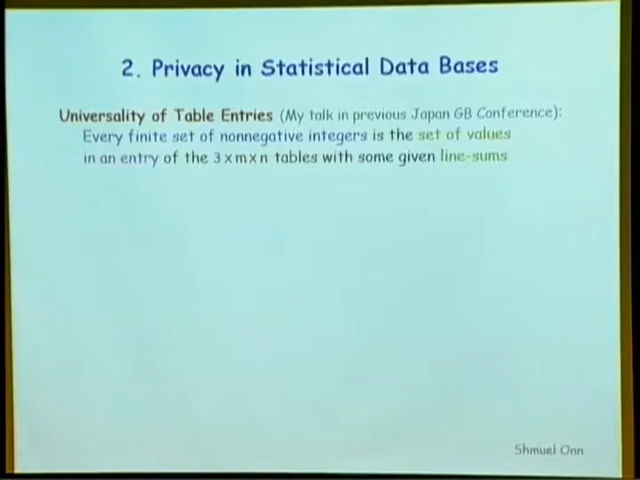 2. Privacy in Statistical Data Bases
Universality of Table Entries (My talk in previous Japan GB Conference):
Every finite set of nonnegative integers is the set of values
in an entry of the 3 x m x n tables with some given line-sums
Shmuel Onn